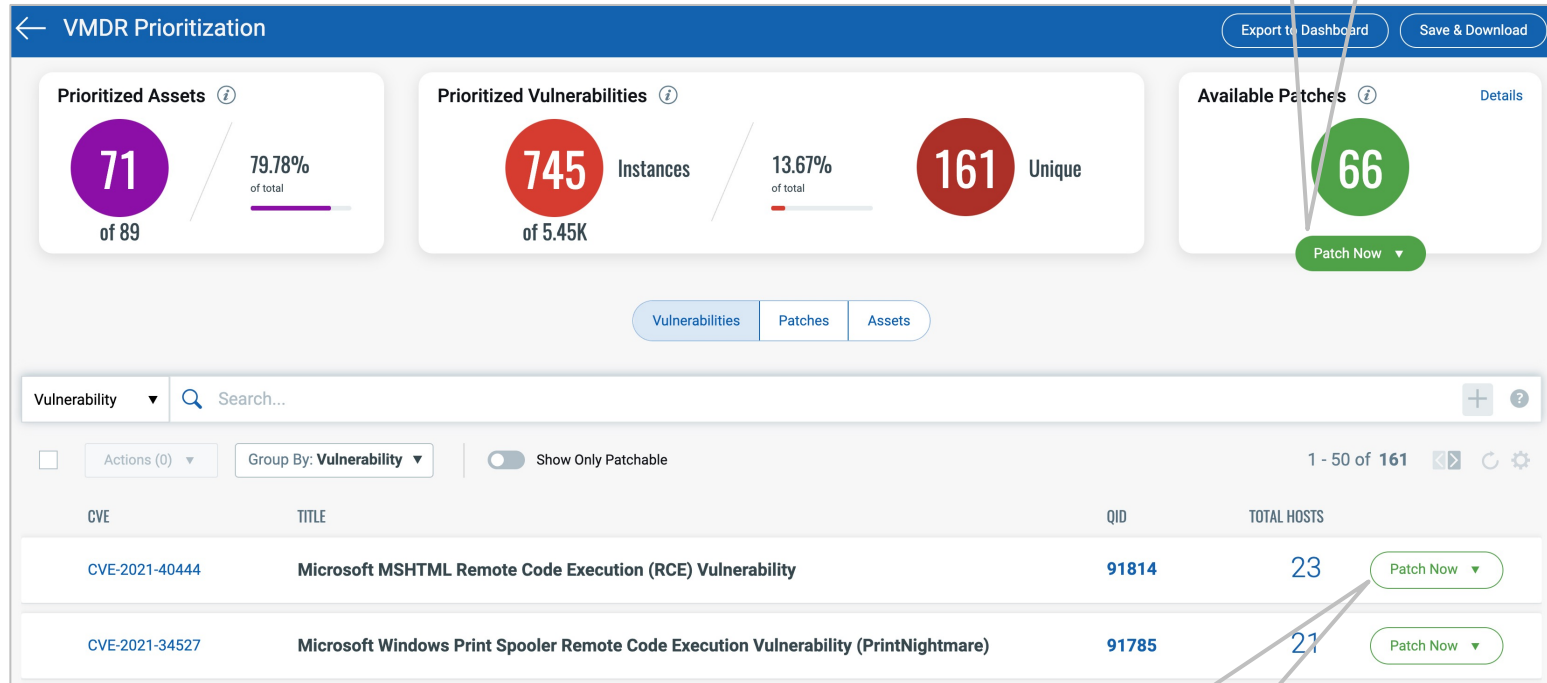 VMDR Prioritization
Export to Dashboard
Save & Download
Prioritized Assets
71
of 89
79.78%
of total
Prioritized Vulnerabilities
745 Instances
of 5.45K
13.67%
of total
161 Unique
Available Patches
Details
66
Patch Now
Vulnerabilities Patches Assets
Vulnerability Search...
Actions (0) Group By: Vulnerability Show Only Patchable 1 - 50 of 161
CVE TITLE QID TOTAL HOSTS
CVE-2021-40444 Microsoft MSHTML Remote Code Execution (RCE) Vulnerability 91814 23 Patch Now
CVE-2021-34527 Microsoft Windows Print Spooler Remote Code Execution Vulnerability (PrintNightmare) 91785 21 Patch Now